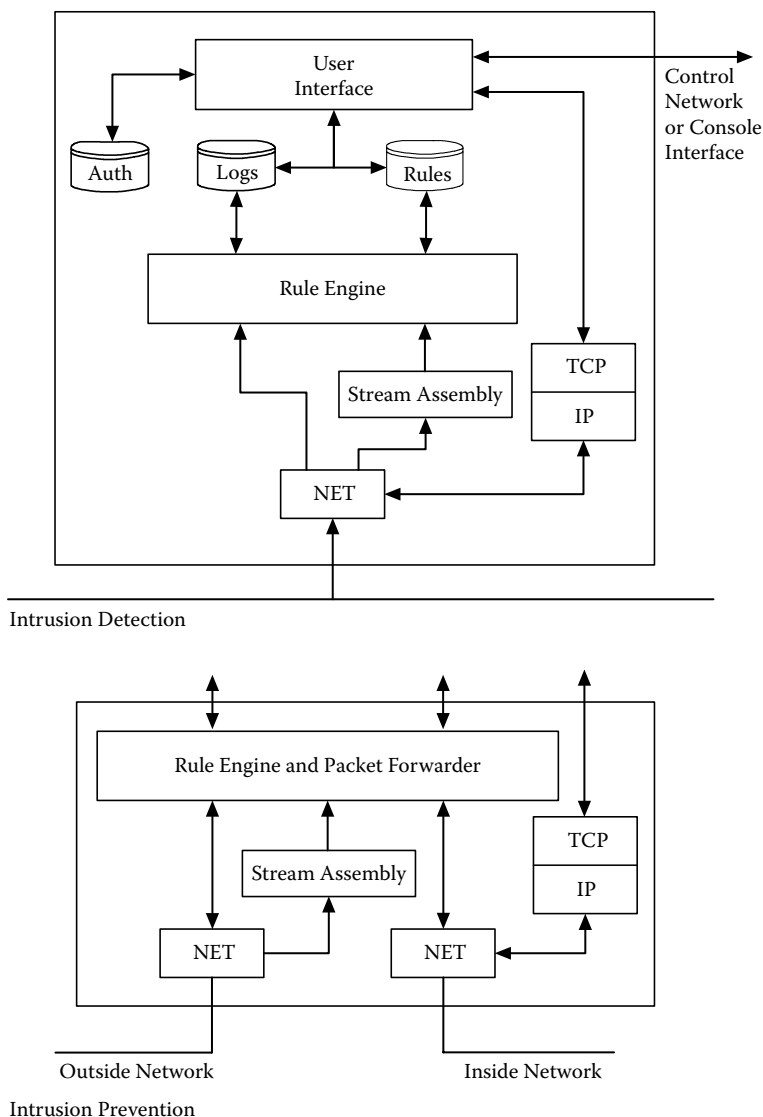 User
Interface
Control
Network
or Console
Interface
Auth
Logs
Rules
Rule Engine
TCP
Stream Assembly
IP
NET
Intrusion Detection
Rule Engine and Packet Forwarder
TCP
Stream Assembly
IP
NET
NET
Outside Network
Inside Network
Intrusion Prevention